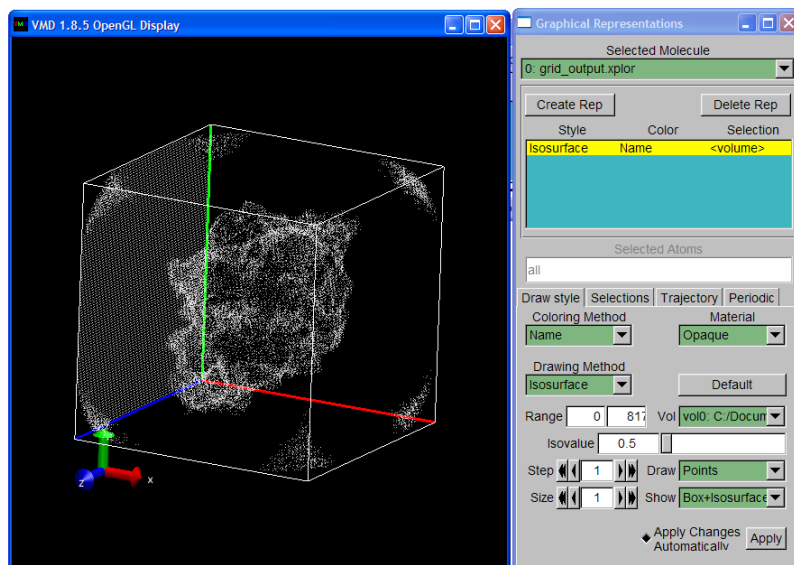 VMD 1.8.5 OpenGL Display
z
x
Graphical Representations
Selected Molecule
0: grid_output.xplor
Create Rep Delete Rep
Style Color Selection
Isosurface Name <volume>
Selected Atoms
all
Draw style Selections Trajectory Periodic
Coloring Method Material
Name Opaque
Drawing Method
Isosurface Default
Range 0 817 Vol vol0: C:/Docum
Isovalue 0.5
Step 1 Draw Points
Size 1 Show Box+Isosurface
Apply Changes
Automatically Apply